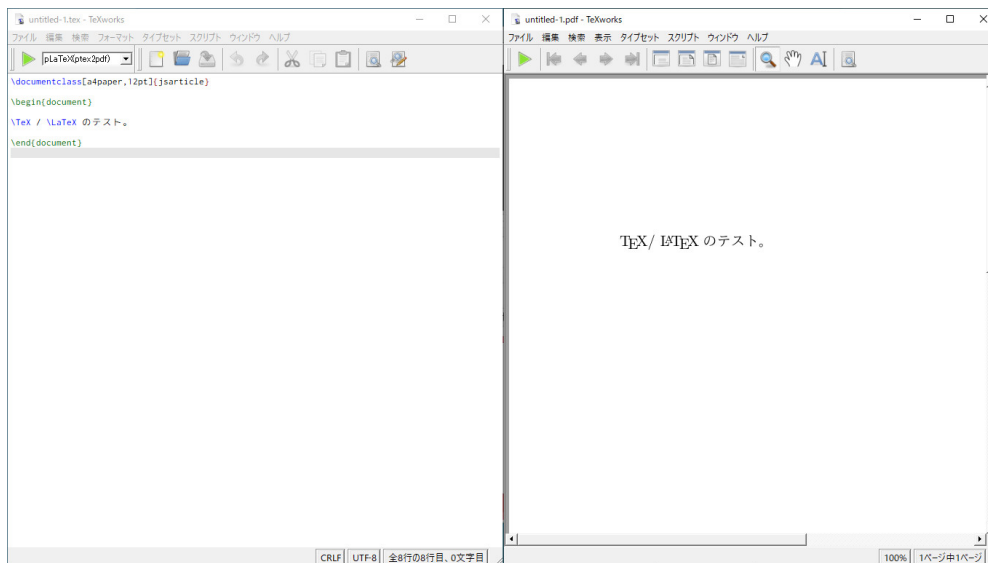 untitled-1.tex - TeXworks
ファイル 編集 検索 フォーマット タイプセット スクリプト ウィンドウ ヘルプ
pLaTeX(ptex2pdf)
\documentclass[a4paper,12pt]{jsarticle}
\begin{document}
\TeX / \LaTeX のテスト。
\end{document}
CRLF UTF-8 全8行の8行目、0文字目
untitled-1.pdf - TeXworks
ファイル 編集 検索 表示 タイプセット スクリプト ウィンドウ ヘルプ
TEX/ LATEX のテスト。
100% 1ページ中1ページ